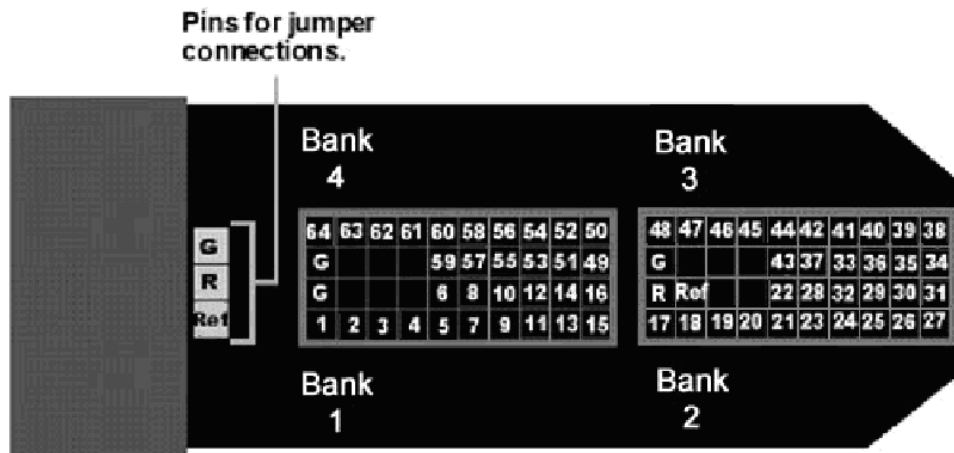 Pins for jumper
connections.
Bank
4
Bank
3
G
R
Ref
64 63 62 61 60 58 56 54 52 50
G 59 57 55 53 51 49
G 6 8 10 12 14 16
1 2 3 4 5 7 9 11 13 15
48 47 46 45 44 42 41 40 39 38
G 43 37 33 36 35 34
R Ref 22 28 32 29 30 31
17 18 19 20 21 23 24 25 26 27
Bank
1
Bank
2